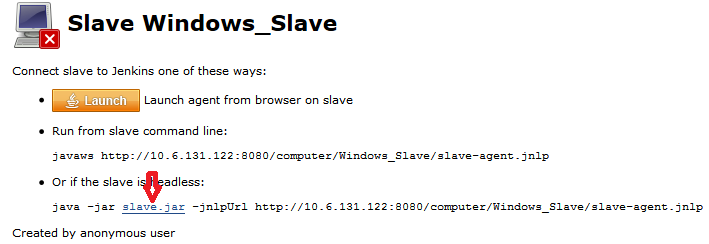 Slave Windows_Slave
Connect slave to Jenkins one of these ways:
Launch Launch agent from browser on slave
Run from slave command line:
javaws http://10.6.131.122:8080/computer/Windows_Slave/slave-agent.jnlp
Or if the slave is headless:
java -jar slave.jar -jnlpUrl http://10.6.131.122:8080/computer/Windows_Slave/slave-agent.jnlp
Created by anonymous user